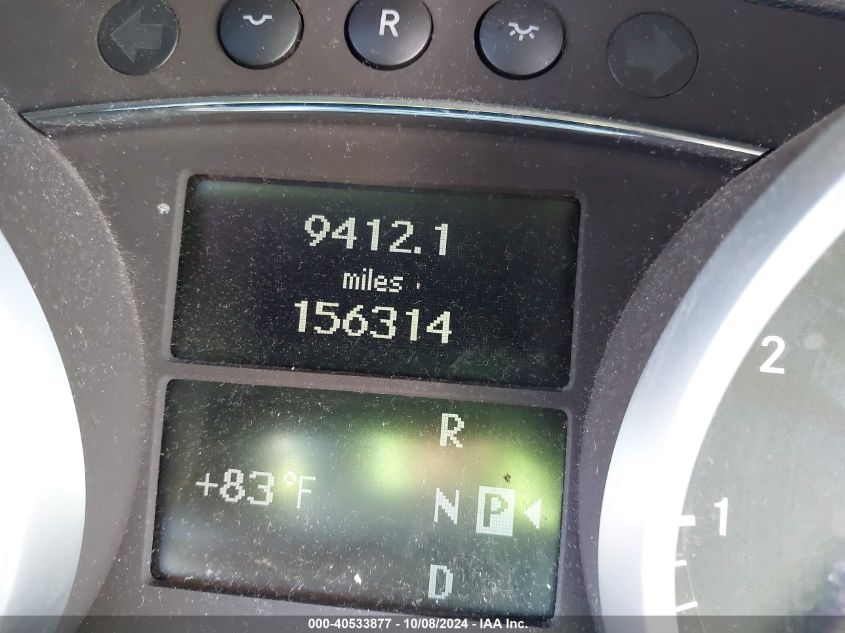 R
9412.1
miles
156314
R
+83°F
N P
D
2
1
000-40533877 - 10/08/2024 - IAA Inc.